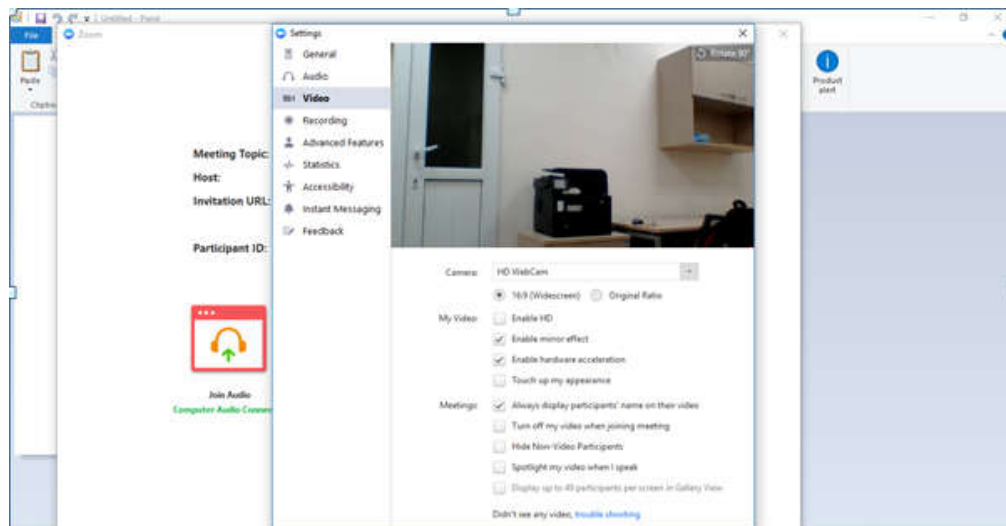 Untitled - Paint
File
Zoom
Settings
Paste
Product
alert
General
Audio
Video
Recording
Advanced Features
Statistics
Accessibility
Instant Messaging
Feedback
Rotate 90°
Meeting Topic:
Host:
Invitation URL:
Participant ID:
Join Audio
Camera: HD WebCam
16:9 (Widescreen) Original Ratio
My Video: Enable HD
Enable mirror effect
Enable hardware acceleration
Touch up my appearance
Meetings: Always display participants' name on their video
Turn off my video when joining meeting
Hide Non-Video Participants
Spotlight my video when I speak
Display up to 49 participants per screen in Gallery View
Didn't see any video, trouble shooting
Computer Audio Connec